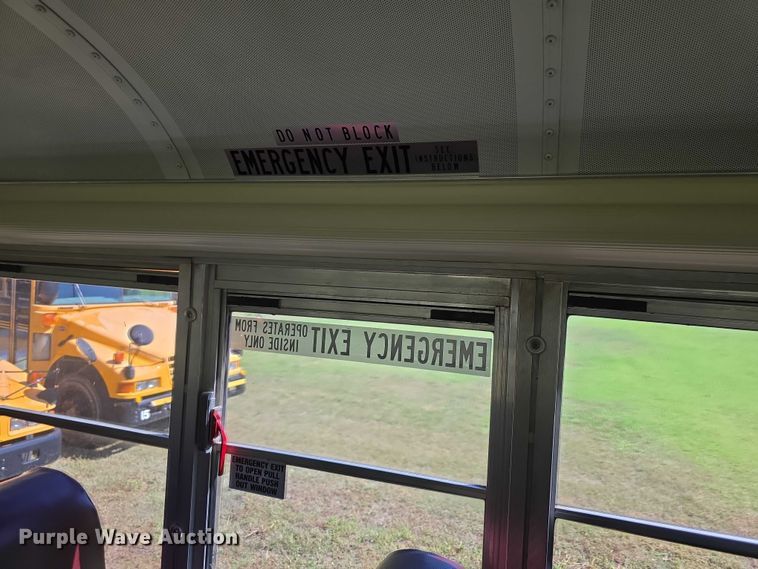 DO NOT BLOCK
EMERGENCY EXIT SEE
INSTRUCTIONS
BELOW
EMERGENCY EXIT OPERATES FROM
INSIDE ONLY
15
EMERGENCY EXIT
TO OPEN PULL
HANDLE PUSH
OUT WINDOW
Purple Wave Auction